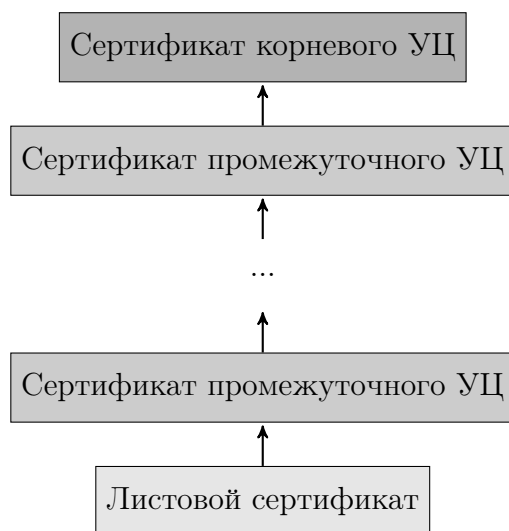 Сертификат корневого УЦ
Сертификат промежуточного УЦ
...
Сертификат промежуточного УЦ
Листовой сертификат